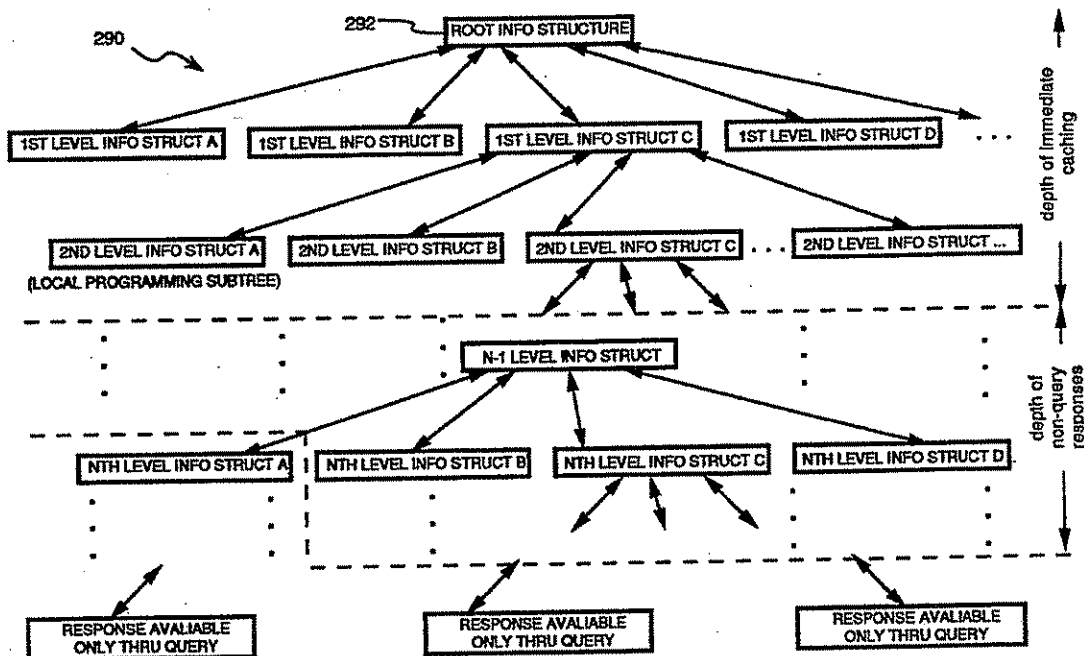 290
292
ROOT INFO STRUCTURE
1ST LEVEL INFO STRUCT A
1ST LEVEL INFO STRUCT B
1ST LEVEL INFO STRUCT C
1ST LEVEL INFO STRUCT D
. . .
depth of immediate
caching
2ND LEVEL INFO STRUCT A
(LOCAL PROGRAMMING SUBTREE)
2ND LEVEL INFO STRUCT B
2ND LEVEL INFO STRUCT C
. . .
2ND LEVEL INFO STRUCT ...
N-1 LEVEL INFO STRUCT
depth of
non-query
responses
NTH LEVEL INFO STRUCT A
NTH LEVEL INFO STRUCT B
NTH LEVEL INFO STRUCT C
NTH LEVEL INFO STRUCT D
RESPONSE AVALIABLE
ONLY THRU QUERY
RESPONSE AVALIABLE
ONLY THRU QUERY
RESPONSE AVALIABLE
ONLY THRU QUERY